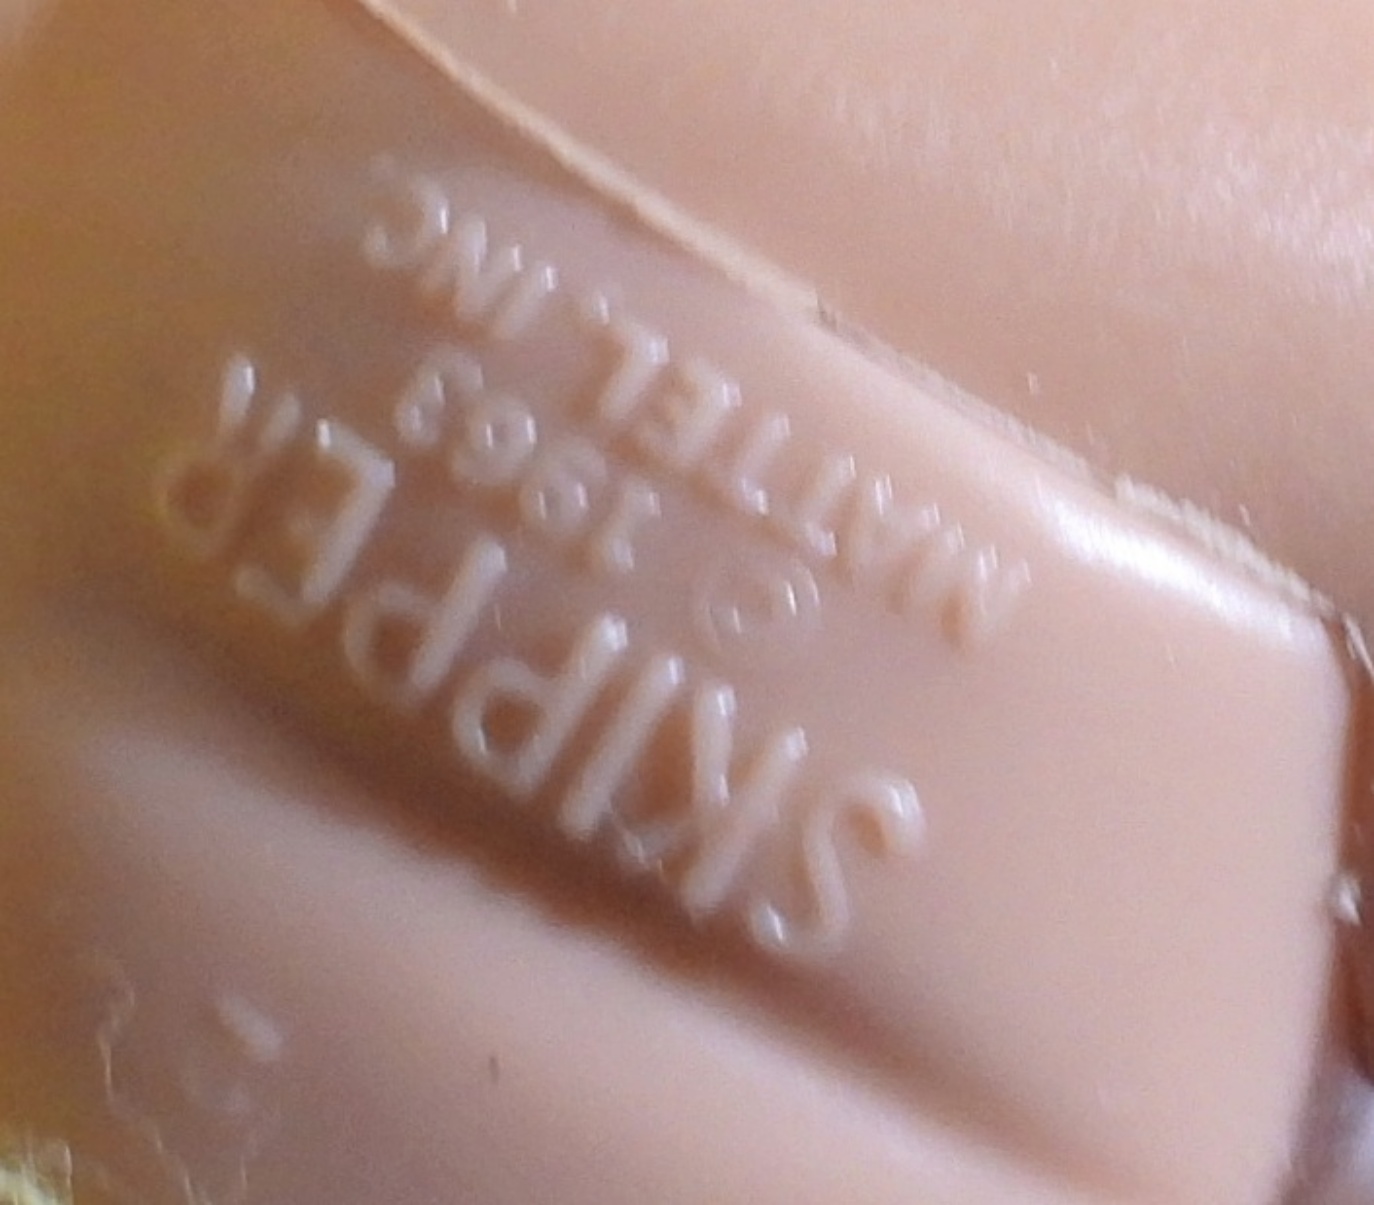 SKIPPER
© 1963
MATTEL, INC